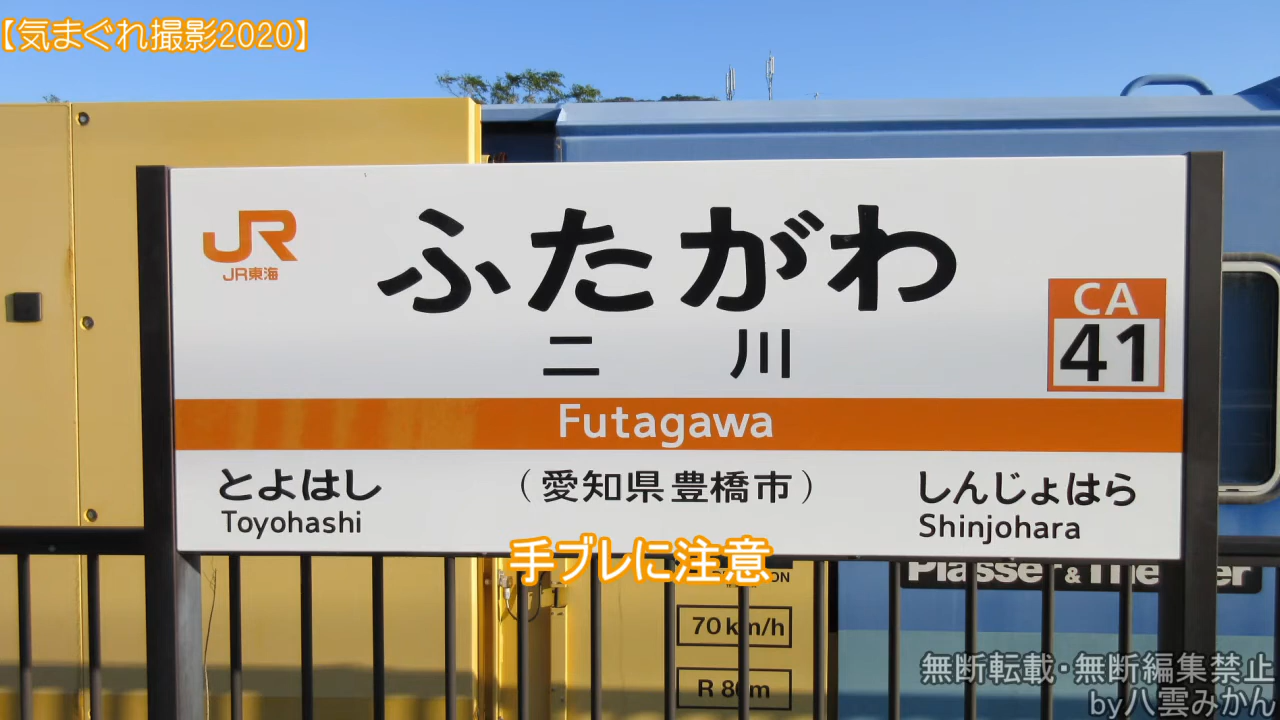 【気まぐれ撮影2020】
JR
JR東海
ふたがわ
二川
CA
41
Futagawa
とよはし
Toyohashi
(愛知県豊橋市)
しんじょはら
Shinjohara
手ブレに注意
70 km/h
無断転載・無断編集禁止
by八雲みかん